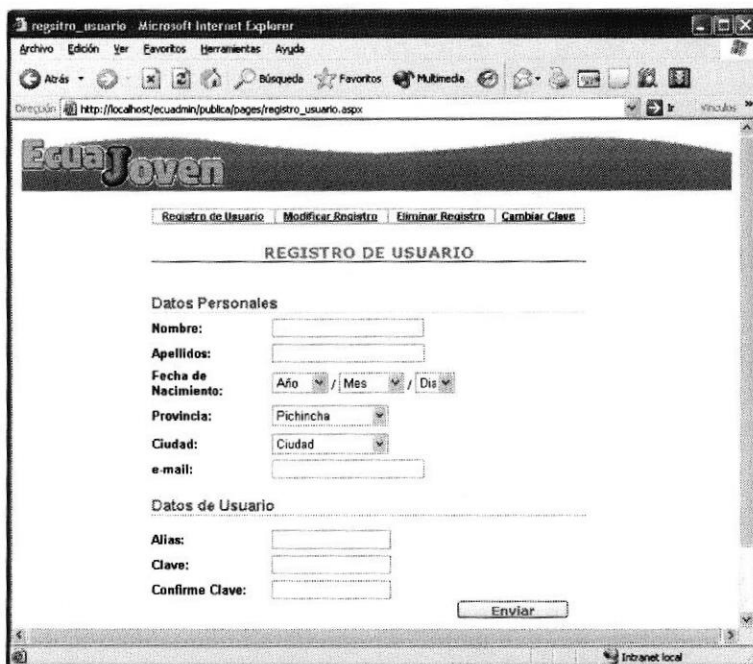 regsitro_usuario - Microsoft Internet Explorer
Archivo Edición Ver Favoritos Herramientas Ayuda
Atrás Búsqueda Favoritos Multimedia
Dirección http://localhost/ecuadmin/publica/pages/registro_usuario.aspx Ir Vínculos »
EcuaJoven
Registro de Usuario Modificar Registro Eliminar Registro Cambiar Clave
REGISTRO DE USUARIO
Datos Personales
Nombre:
Apellidos:
Fecha de Nacimiento: Año / Mes / Dia
Provincia: Pichincha
Ciudad: Ciudad
e-mail:
Datos de Usuario
Alias:
Clave:
Confirme Clave:
Enviar
Intranet local